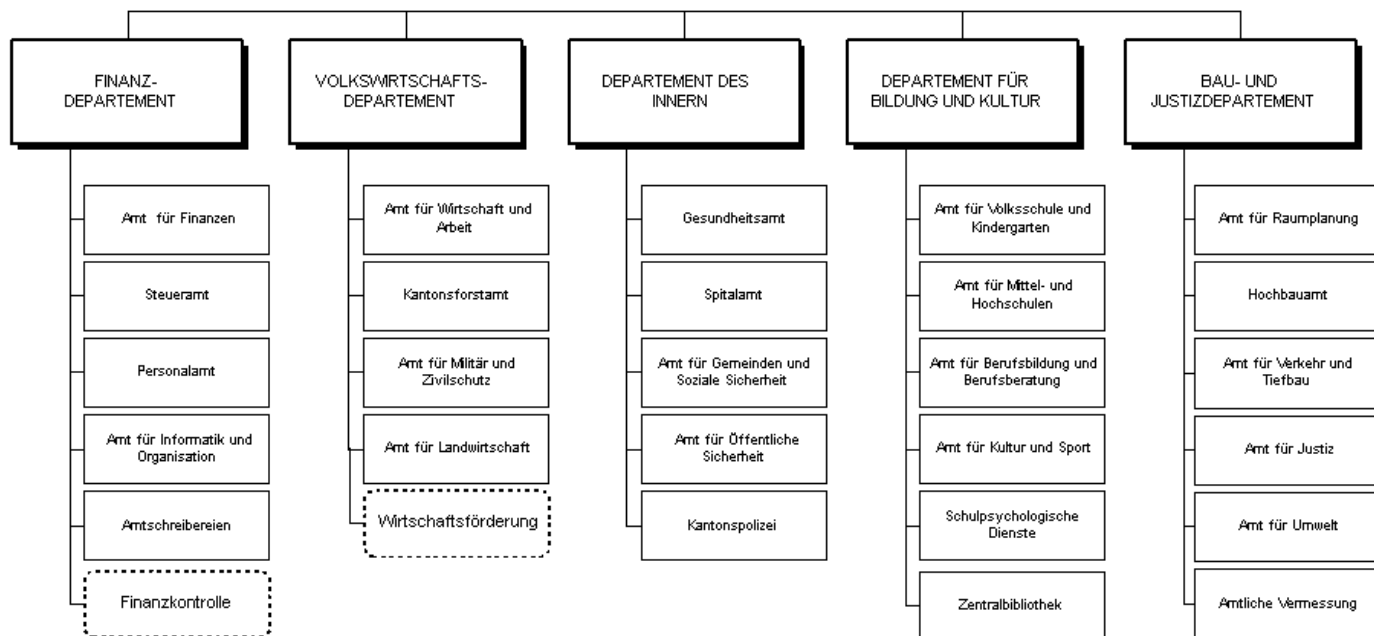 FINANZ-
DEPARTEMENT
VOLKSWIRTSCHAFTS-
DEPARTEMENT
DEPARTEMENT DES
INNERN
DEPARTEMENT FÜR
BILDUNG UND KULTUR
BAU- UND
JUSTIZDEPARTEMENT
Amt für Finanzen
Steueramt
Personalamt
Amt für Informatik und
Organisation
Amtschreibereien
Finanzkontrolle
Amt für Wirtschaft und
Arbeit
Kantonsforstamt
Amt für Militär und
Zivilschutz
Amt für Landwirtschaft
Wirtschaftsförderung
Gesundheitsamt
Spitalamt
Amt für Gemeinden und
Soziale Sicherheit
Amt für Öffentliche
Sicherheit
Kantonspolizei
Amt für Volksschule und
Kindergarten
Amt für Mittel- und
Hochschulen
Amt für Berufsbildung und
Berufsberatung
Amt für Kultur und Sport
Schulpsychologische
Dienste
Zentralbibliothek
Amt für Raumplanung
Hochbauamt
Amt für Verkehr und
Tiefbau
Amt für Justiz
Amt für Umwelt
Amtliche Vermessung